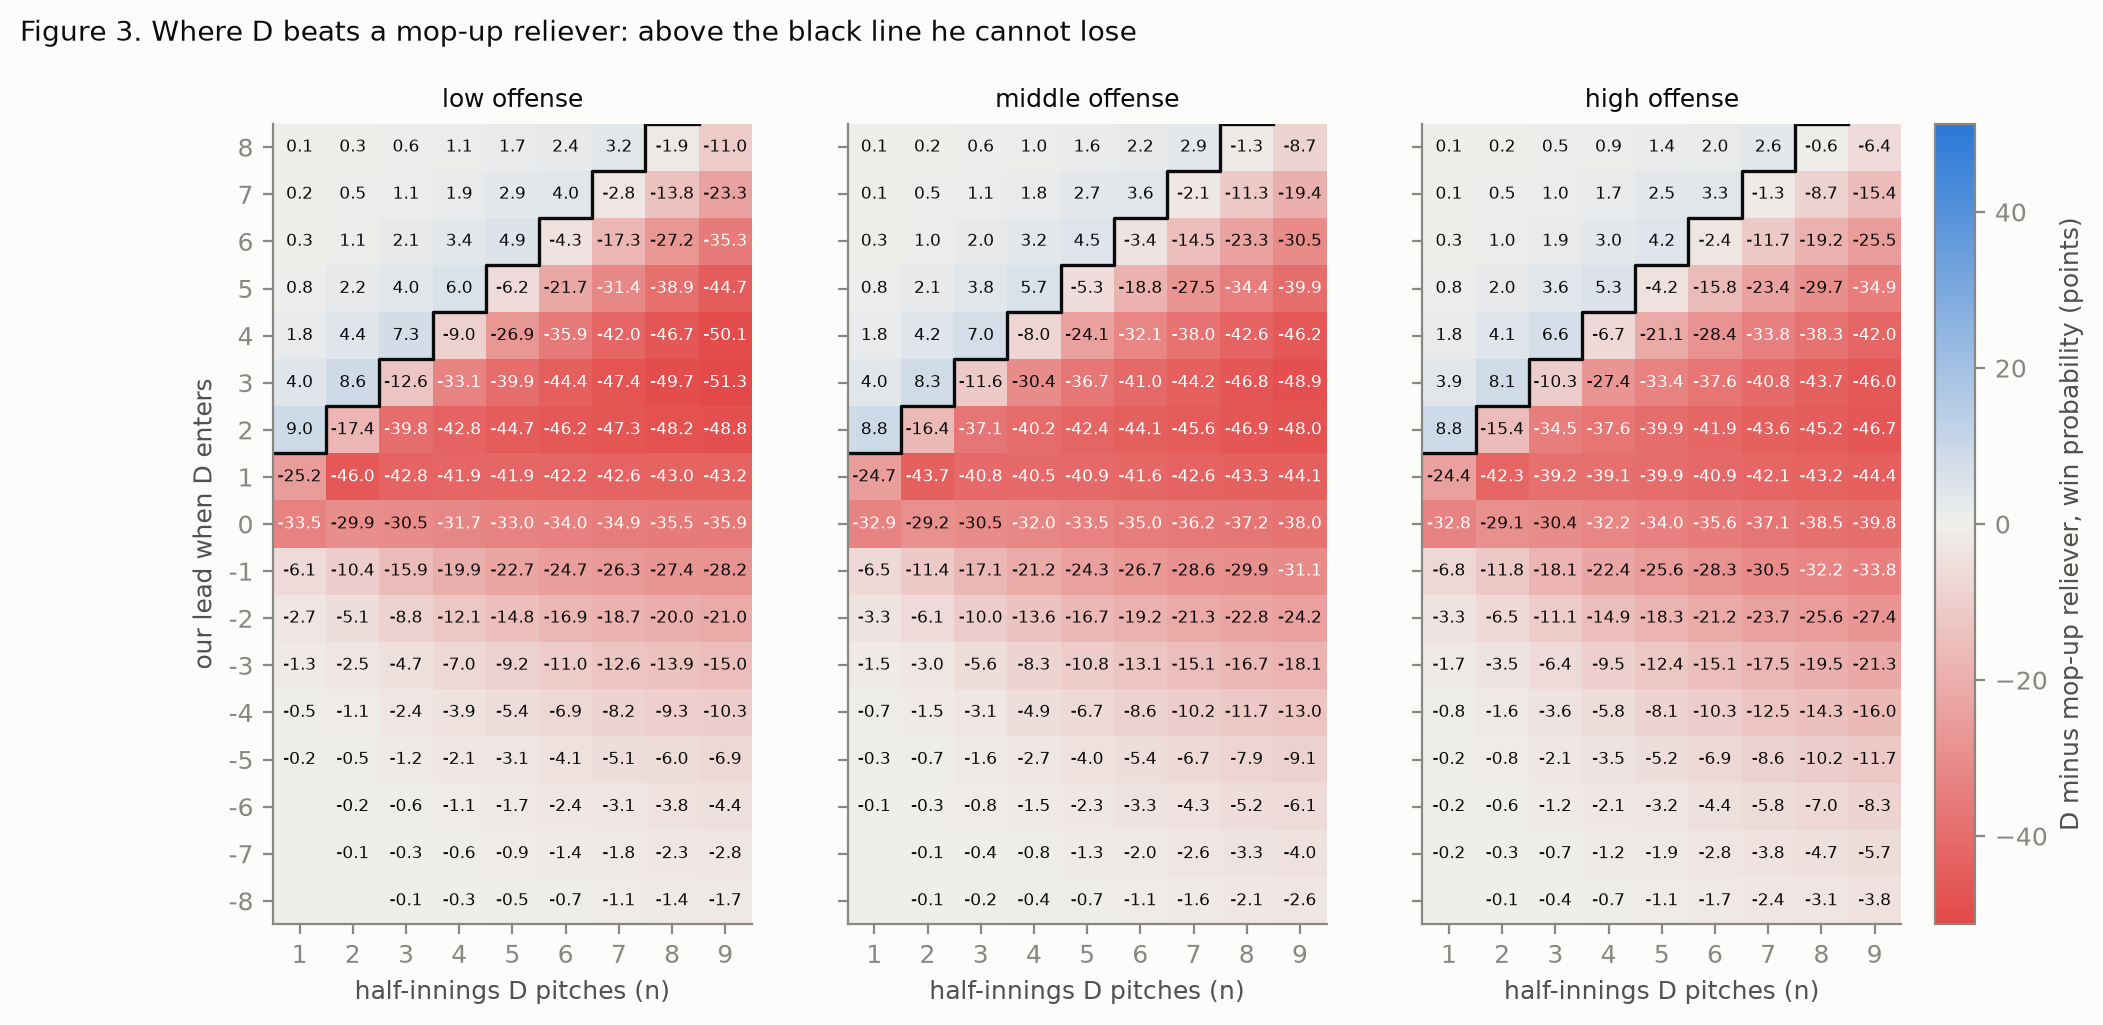 Figure 3. Where D beats a mop-up reliever: above the black line he cannot lose
low offense middle offense high offense
8 0.1 0.3 0.6 1.1 1.7 2.4 3.2 -1.9 -11.0 0.1 0.2 0.6 1.0 1.6 2.2 2.9 -1.3 -8.7 0.1 0.2 0.5 0.9 1.4 2.0 2.6 -0.6 -6.4
7 0.2 0.5 1.1 1.9 2.9 4.0 -2.8 -13.8 -23.3 0.1 0.5 1.1 1.8 2.7 3.6 -2.1 -11.3 -19.4 0.1 0.5 1.0 1.7 2.5 3.3 -1.3 -8.7 -15.4
6 0.3 1.1 2.1 3.4 4.9 -4.3 -17.3 -27.2 -35.3 0.3 1.0 2.0 3.2 4.5 -3.4 -14.5 -23.3 -30.5 0.3 1.0 1.9 3.0 4.2 -2.4 -11.7 -19.2 -25.5
5 0.8 2.2 4.0 6.0 -6.2 -21.7 -31.4 -38.9 -44.7 0.8 2.1 3.8 5.7 -5.3 -18.8 -27.5 -34.4 -39.9 0.8 2.0 3.6 5.3 -4.2 -15.8 -23.4 -29.7 -34.9
4 1.8 4.4 7.3 -9.0 -26.9 -35.9 -42.0 -46.7 -50.1 1.8 4.2 7.0 -8.0 -24.1 -32.1 -38.0 -42.6 -46.2 1.8 4.1 6.6 -6.7 -21.1 -28.4 -33.8 -38.3 -42.0
3 4.0 8.6 -12.6 -33.1 -39.9 -44.4 -47.4 -49.7 -51.3 4.0 8.3 -11.6 -30.4 -36.7 -41.0 -44.2 -46.8 -48.9 3.9 8.1 -10.3 -27.4 -33.4 -37.6 -40.8 -43.7 -46.0
2 9.0 -17.4 -39.8 -42.8 -44.7 -46.2 -47.3 -48.2 -48.8 8.8 -16.4 -37.1 -40.2 -42.4 -44.1 -45.6 -46.9 -48.0 8.8 -15.4 -34.5 -37.6 -39.9 -41.9 -43.6 -45.2 -46.7
1 -25.2 -46.0 -42.8 -41.9 -41.9 -42.2 -42.6 -43.0 -43.2 -24.7 -43.7 -40.8 -40.5 -40.9 -41.6 -42.6 -43.3 -44.1 -24.4 -42.3 -39.2 -39.1 -39.9 -40.9 -42.1 -43.2 -44.4
0 -33.5 -29.9 -30.5 -31.7 -33.0 -34.0 -34.9 -35.5 -35.9 -32.9 -29.2 -30.5 -32.0 -33.5 -35.0 -36.2 -37.2 -38.0 -32.8 -29.1 -30.4 -32.2 -34.0 -35.6 -37.1 -38.5 -39.8
-1 -6.1 -10.4 -15.9 -19.9 -22.7 -24.7 -26.3 -27.4 -28.2 -6.5 -11.4 -17.1 -21.2 -24.3 -26.7 -28.6 -29.9 -31.1 -6.8 -11.8 -18.1 -22.4 -25.6 -28.3 -30.5 -32.2 -33.8
-2 -2.7 -5.1 -8.8 -12.1 -14.8 -16.9 -18.7 -20.0 -21.0 -3.3 -6.1 -10.0 -13.6 -16.7 -19.2 -21.3 -22.8 -24.2 -3.3 -6.5 -11.1 -14.9 -18.3 -21.2 -23.7 -25.6 -27.4
-3 -1.3 -2.5 -4.7 -7.0 -9.2 -11.0 -12.6 -13.9 -15.0 -1.5 -3.0 -5.6 -8.3 -10.8 -13.1 -15.1 -16.7 -18.1 -1.7 -3.5 -6.4 -9.5 -12.4 -15.1 -17.5 -19.5 -21.3
-4 -0.5 -1.1 -2.4 -3.9 -5.4 -6.9 -8.2 -9.3 -10.3 -0.7 -1.5 -3.1 -4.9 -6.7 -8.6 -10.2 -11.7 -13.0 -0.8 -1.6 -3.6 -5.8 -8.1 -10.3 -12.5 -14.3 -16.0
-5 -0.2 -0.5 -1.2 -2.1 -3.1 -4.1 -5.1 -6.0 -6.9 -0.3 -0.7 -1.6 -2.7 -4.0 -5.4 -6.7 -7.9 -9.1 -0.2 -0.8 -2.1 -3.5 -5.2 -6.9 -8.6 -10.2 -11.7
-6 -0.2 -0.6 -1.1 -1.7 -2.4 -3.1 -3.8 -4.4 -0.1 -0.3 -0.8 -1.5 -2.3 -3.3 -4.3 -5.2 -6.1 -0.2 -0.6 -1.2 -2.1 -3.2 -4.4 -5.8 -7.0 -8.3
-7 -0.1 -0.3 -0.6 -0.9 -1.4 -1.8 -2.3 -2.8 -0.1 -0.4 -0.8 -1.3 -2.0 -2.6 -3.3 -4.0 -0.2 -0.3 -0.7 -1.2 -1.9 -2.8 -3.8 -4.7 -5.7
-8 -0.1 -0.3 -0.5 -0.7 -1.1 -1.4 -1.7 -0.1 -0.2 -0.4 -0.7 -1.1 -1.6 -2.1 -2.6 -0.1 -0.4 -0.7 -1.1 -1.7 -2.4 -3.1 -3.8
1 2 3 4 5 6 7 8 9 1 2 3 4 5 6 7 8 9 1 2 3 4 5 6 7 8 9
half-innings D pitches (n) half-innings D pitches (n) half-innings D pitches (n)
our lead when D enters
40
20
0
−20
−40
D minus mop-up reliever, win probability (points)